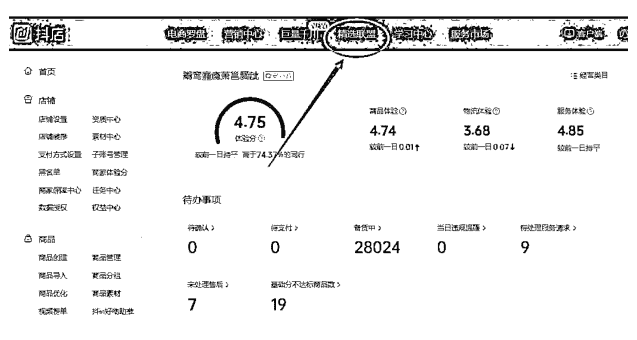 抖店
电商罗盘 营销中心 巨量千川 精选联盟 学习中心 服务市场 客户端
首页
经营类目
店铺
店铺设置 资质中心
店铺装修 素材中心
支付方式设置 子账号管理
黑名单 商家体验分
商家保障中心 任务中心
数据授权 权益中心
4.75
体验分
较前一日持平 高于74.37%的同行
商品体验 物流体验 服务体验
4.74 3.68 4.85
较前一日0.01↑ 较前一日0.07↓ 较前一日持平
待办事项
待确认 > 待支付 > 备货中 > 当日违规提醒 > 待处理服务请求 >
0 0 28024 0 9
未处理售后 > 基础分不达标商品数 >
7 19
商品
商品创建 商品管理
商品导入 商品分组
商品优化 商品素材
视频榜单